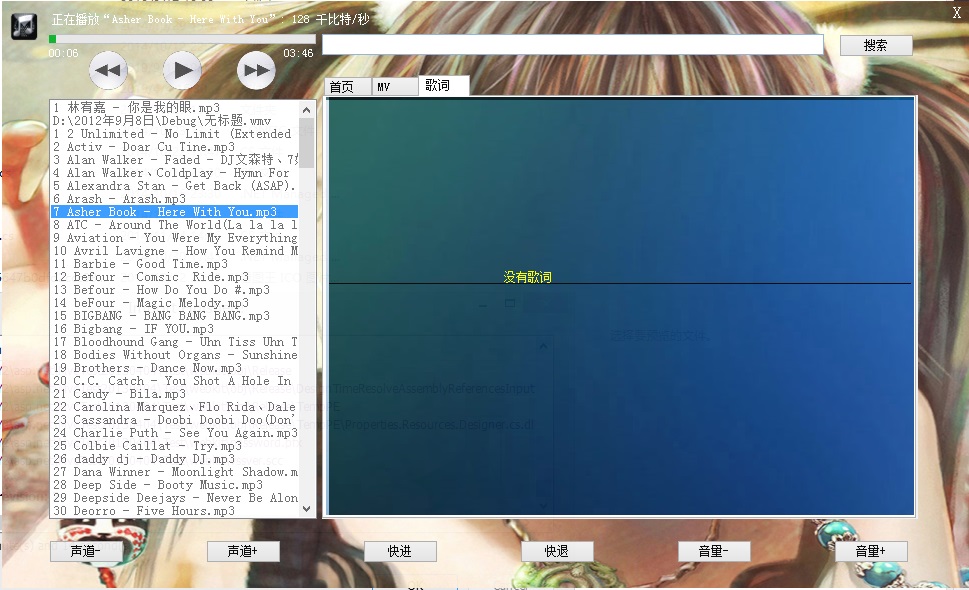 正在播放“Asher Book - Here With You”: 128 千比特/秒
X
00:06
03:46
搜索
首页
MV
歌词
1 林宥嘉 - 你是我的眼.mp3
D:\2012年9月8日\Debug\无标题.wmv
1 2 Unlimited - No Limit (Extended
2 Activ - Doar Cu Tine.mp3
3 Alan Walker - Faded - DJ文森特、7妹
4 Alan Walker、Coldplay - Hymn For
5 Alexandra Stan - Get Back (ASAP).
6 Arash - Arash.mp3
7 Asher Book - Here With You.mp3
8 ATC - Around The World(La la la l
9 Aviation - You Were My Everything
10 Avril Lavigne - How You Remind M
11 Barbie - Good Time.mp3
12 Befour - Comsic  Ride.mp3
13 Befour - How Do You Do #.mp3
14 beFour - Magic Melody.mp3
15 BIGBANG - BANG BANG BANG.mp3
16 Bigbang - IF YOU.mp3
17 Bloodhound Gang - Uhn Tiss Uhn T
18 Bodies Without Organs - Sunshine
19 Brothers - Dance Now.mp3
20 C.C. Catch - You Shot A Hole In
21 Candy - Bila.mp3
22 Carolina Marquez、Flo Rida、Dale
23 Cassandra - Doobi Doobi Doo(Don'
24 Charlie Puth - See You Again.mp3
25 Colbie Caillat - Try.mp3
26 daddy dj - Daddy DJ.mp3
27 Dana Winner - Moonlight Shadow.m
28 Deep Side - Booty Music.mp3
29 Deepside Deejays - Never Be Alon
30 Deorro - Five Hours.mp3
没有歌词
TimeResolveAssemblyReferencesInput
\Properties.Resources.Designer.cs.dl
声道-
声道+
快进
快退
音量-
音量+